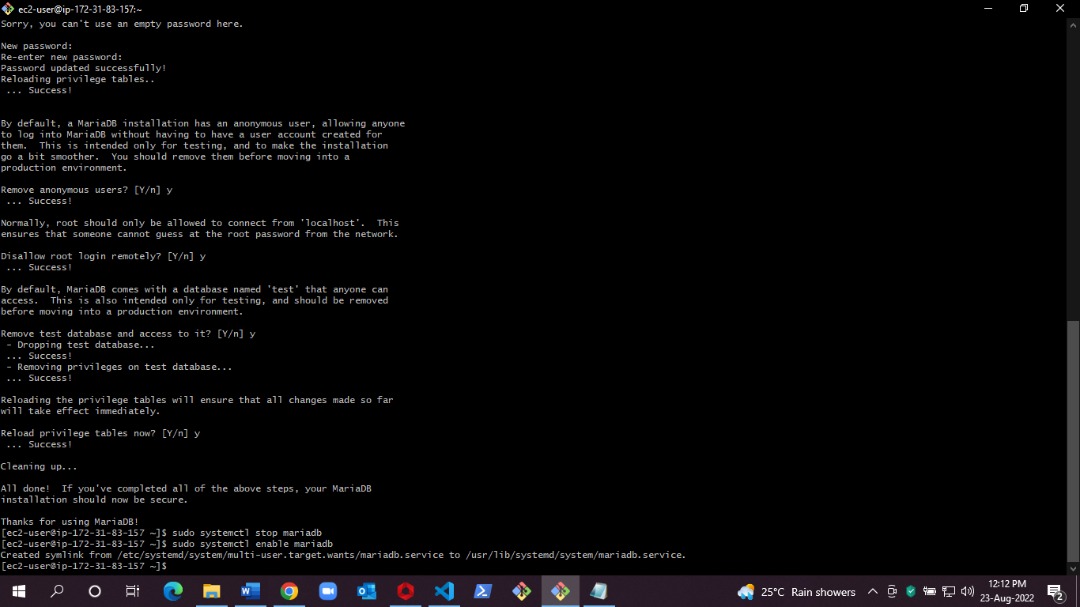 ec2-user@ip-172-31-83-157:~
Sorry, you can't use an empty password here.
New password:
Re-enter new password:
Password updated successfully!
Reloading privilege tables..
 ... Success!
By default, a MariaDB installation has an anonymous user, allowing anyone
to log into MariaDB without having to have a user account created for
them.  This is intended only for testing, and to make the installation
go a bit smoother.  You should remove them before moving into a
production environment.
Remove anonymous users? [Y/n] y
 ... Success!
Normally, root should only be allowed to connect from 'localhost'.  This
ensures that someone cannot guess at the root password from the network.
Disallow root login remotely? [Y/n] y
 ... Success!
By default, MariaDB comes with a database named 'test' that anyone can
access.  This is also intended only for testing, and should be removed
before moving into a production environment.
Remove test database and access to it? [Y/n] y
 - Dropping test database...
 ... Success!
 - Removing privileges on test database...
 ... Success!
Reloading the privilege tables will ensure that all changes made so far
will take effect immediately.
Reload privilege tables now? [Y/n] y
 ... Success!
Cleaning up...
All done!  If you've completed all of the above steps, your MariaDB
installation should now be secure.
Thanks for using MariaDB!
[ec2-user@ip-172-31-83-157 ~]$ sudo systemctl stop mariadb
[ec2-user@ip-172-31-83-157 ~]$ sudo systemctl enable mariadb
Created symlink from /etc/systemd/system/multi-user.target.wants/mariadb.service to /usr/lib/systemd/system/mariadb.service.
[ec2-user@ip-172-31-83-157 ~]$
25°C Rain showers
12:12 PM
23-Aug-2022
2